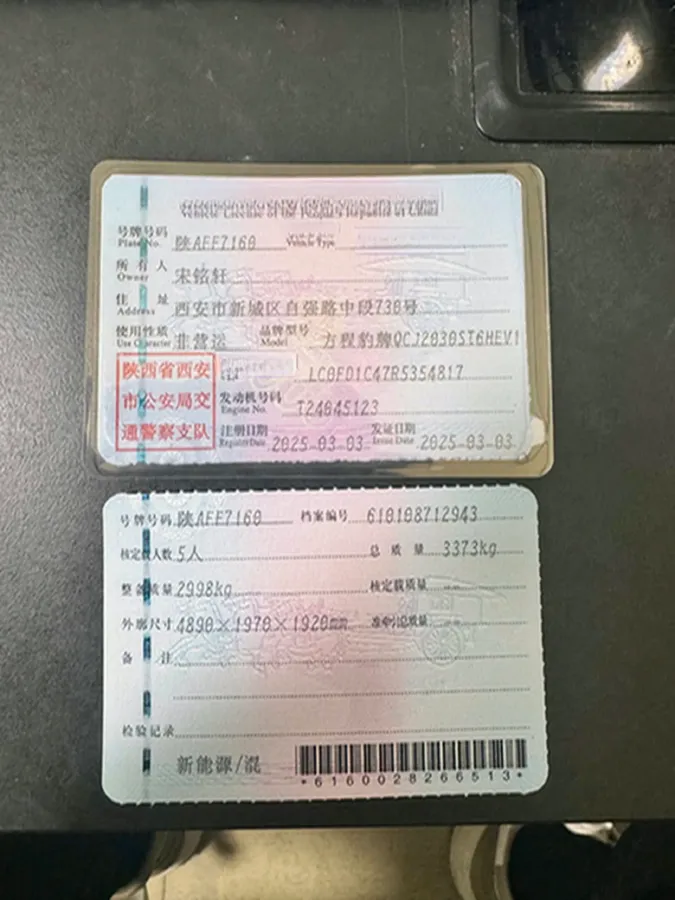 号牌号码 陕AFF7160 Vehicle Type
Plate No.
所有人 宋铭轩
Owner
住址 西安市新城区自强路中段738号
Address
使用性质 非营运 品牌型号 方程豹牌QCJ2030ST6HEV1
Use Character Model
陕西省西安 LC0FD1C47R5354817
市公安局交 发动机号码 T24045123
Engine No.
通警察支队 注册日期 2025-03-03 发证日期 2025-03-03
Register Date Issue Date
号牌号码 陕AFF7160 档案编号 610108712943
核定载人数 5人 总质量 3373kg
整备质量 2998kg 核定载质量 --
外廓尺寸 4890×1970×1920mm 准牵引总质量 --
备注
检验记录
新能源/混
*6160028266513*